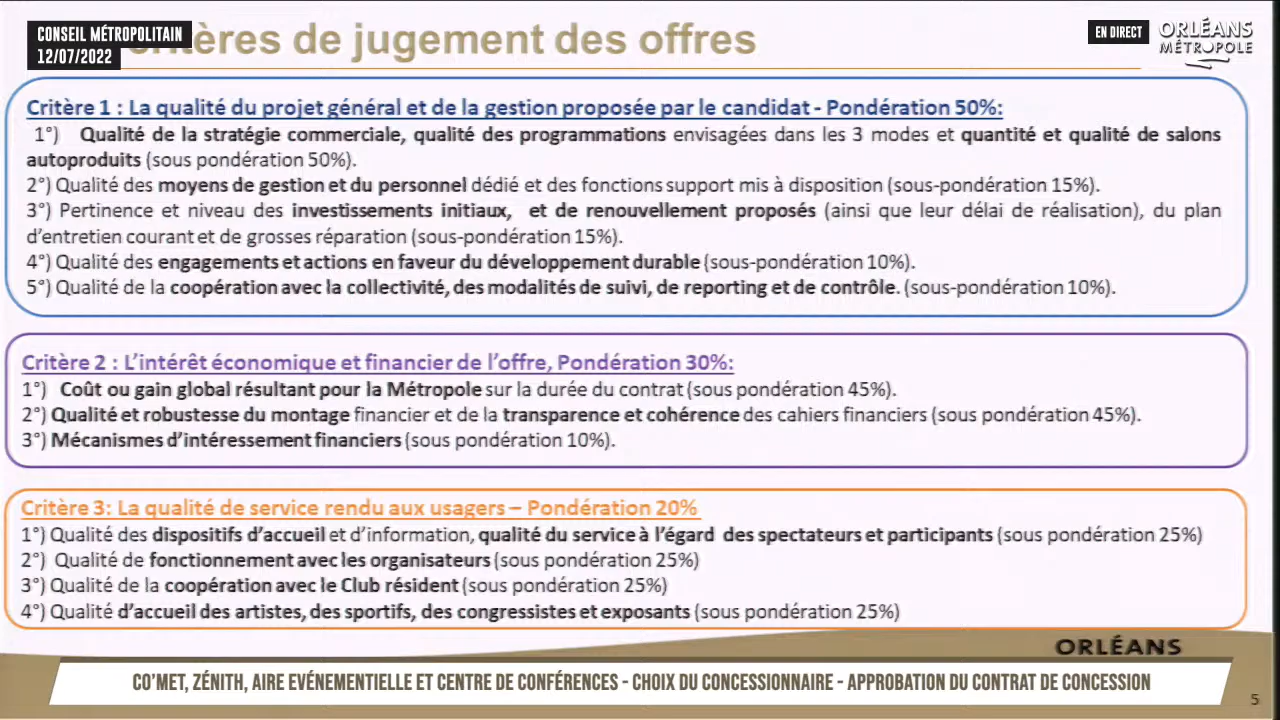 CONSEIL MÉTROPOLITAIN
12/07/2022
critères de jugement des offres
EN DIRECT
ORLÉANS
MÉTROPOLE
Critère 1 : La qualité du projet général et de la gestion proposée par le candidat - Pondération 50%:
1°) Qualité de la stratégie commerciale, qualité des programmations envisagées dans les 3 modes et quantité et qualité de salons
autoproduits (sous pondération 50%).
2°) Qualité des moyens de gestion et du personnel dédié et des fonctions support mis à disposition (sous-pondération 15%).
3°) Pertinence et niveau des investissements initiaux, et de renouvellement proposés (ainsi que leur délai de réalisation), du plan
d'entretien courant et de grosses réparation (sous-pondération 15%).
4°) Qualité des engagements et actions en faveur du développement durable (sous-pondération 10%).
5°) Qualité de la coopération avec la collectivité, des modalités de suivi, de reporting et de contrôle. (sous-pondération 10%).
Critère 2 : L'intérêt économique et financier de l'offre, Pondération 30%:
1°) Coût ou gain global résultant pour la Métropole sur la durée du contrat (sous pondération 45%).
2°) Qualité et robustesse du montage financier et de la transparence et cohérence des cahiers financiers (sous pondération 45%).
3°) Mécanismes d'intéressement financiers (sous pondération 10%).
Critère 3: La qualité de service rendu aux usagers – Pondération 20%
1°) Qualité des dispositifs d'accueil et d'information, qualité du service à l'égard des spectateurs et participants (sous pondération 25%)
2°) Qualité de fonctionnement avec les organisateurs (sous pondération 25%)
3°) Qualité de la coopération avec le Club résident (sous pondération 25%)
4°) Qualité d'accueil des artistes, des sportifs, des congressistes et exposants (sous pondération 25%)
ORLÉANS
CO'MET, ZÉNITH, AIRE EVÉNEMENTIELLE ET CENTRE DE CONFÉRENCES - CHOIX DU CONCESSIONNAIRE - APPROBATION DU CONTRAT DE CONCESSION
5